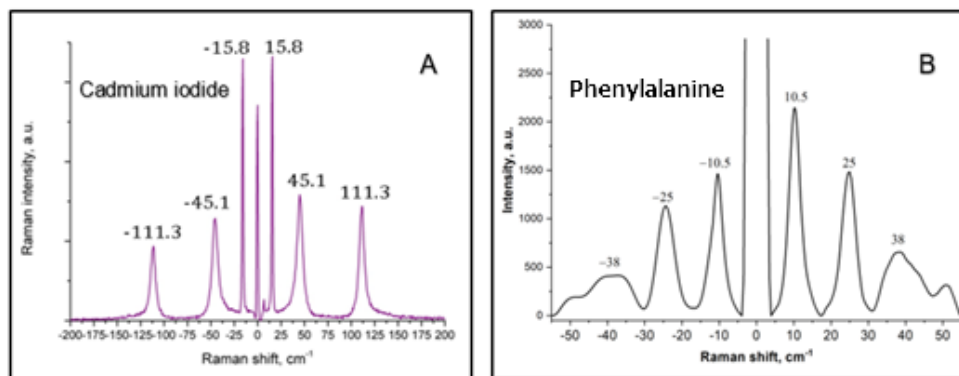 -15.8 15.8
A
Cadmium iodide
45.1 111.3
-45.1
-111.3
Raman intensity, a.u.
-200 -175 -150 -125 -100 -75 -50 -25 0 25 50 75 100 125 150 175 200
Raman shift, cm⁻¹
B
Phenylalanine
10.5
−10.5
25
−25
38
−38
3000
2500
2000
1500
1000
500
0
Intensity, a.u.
-50 -40 -30 -20 -10 0 10 20 30 40 50
Raman shift, cm⁻¹